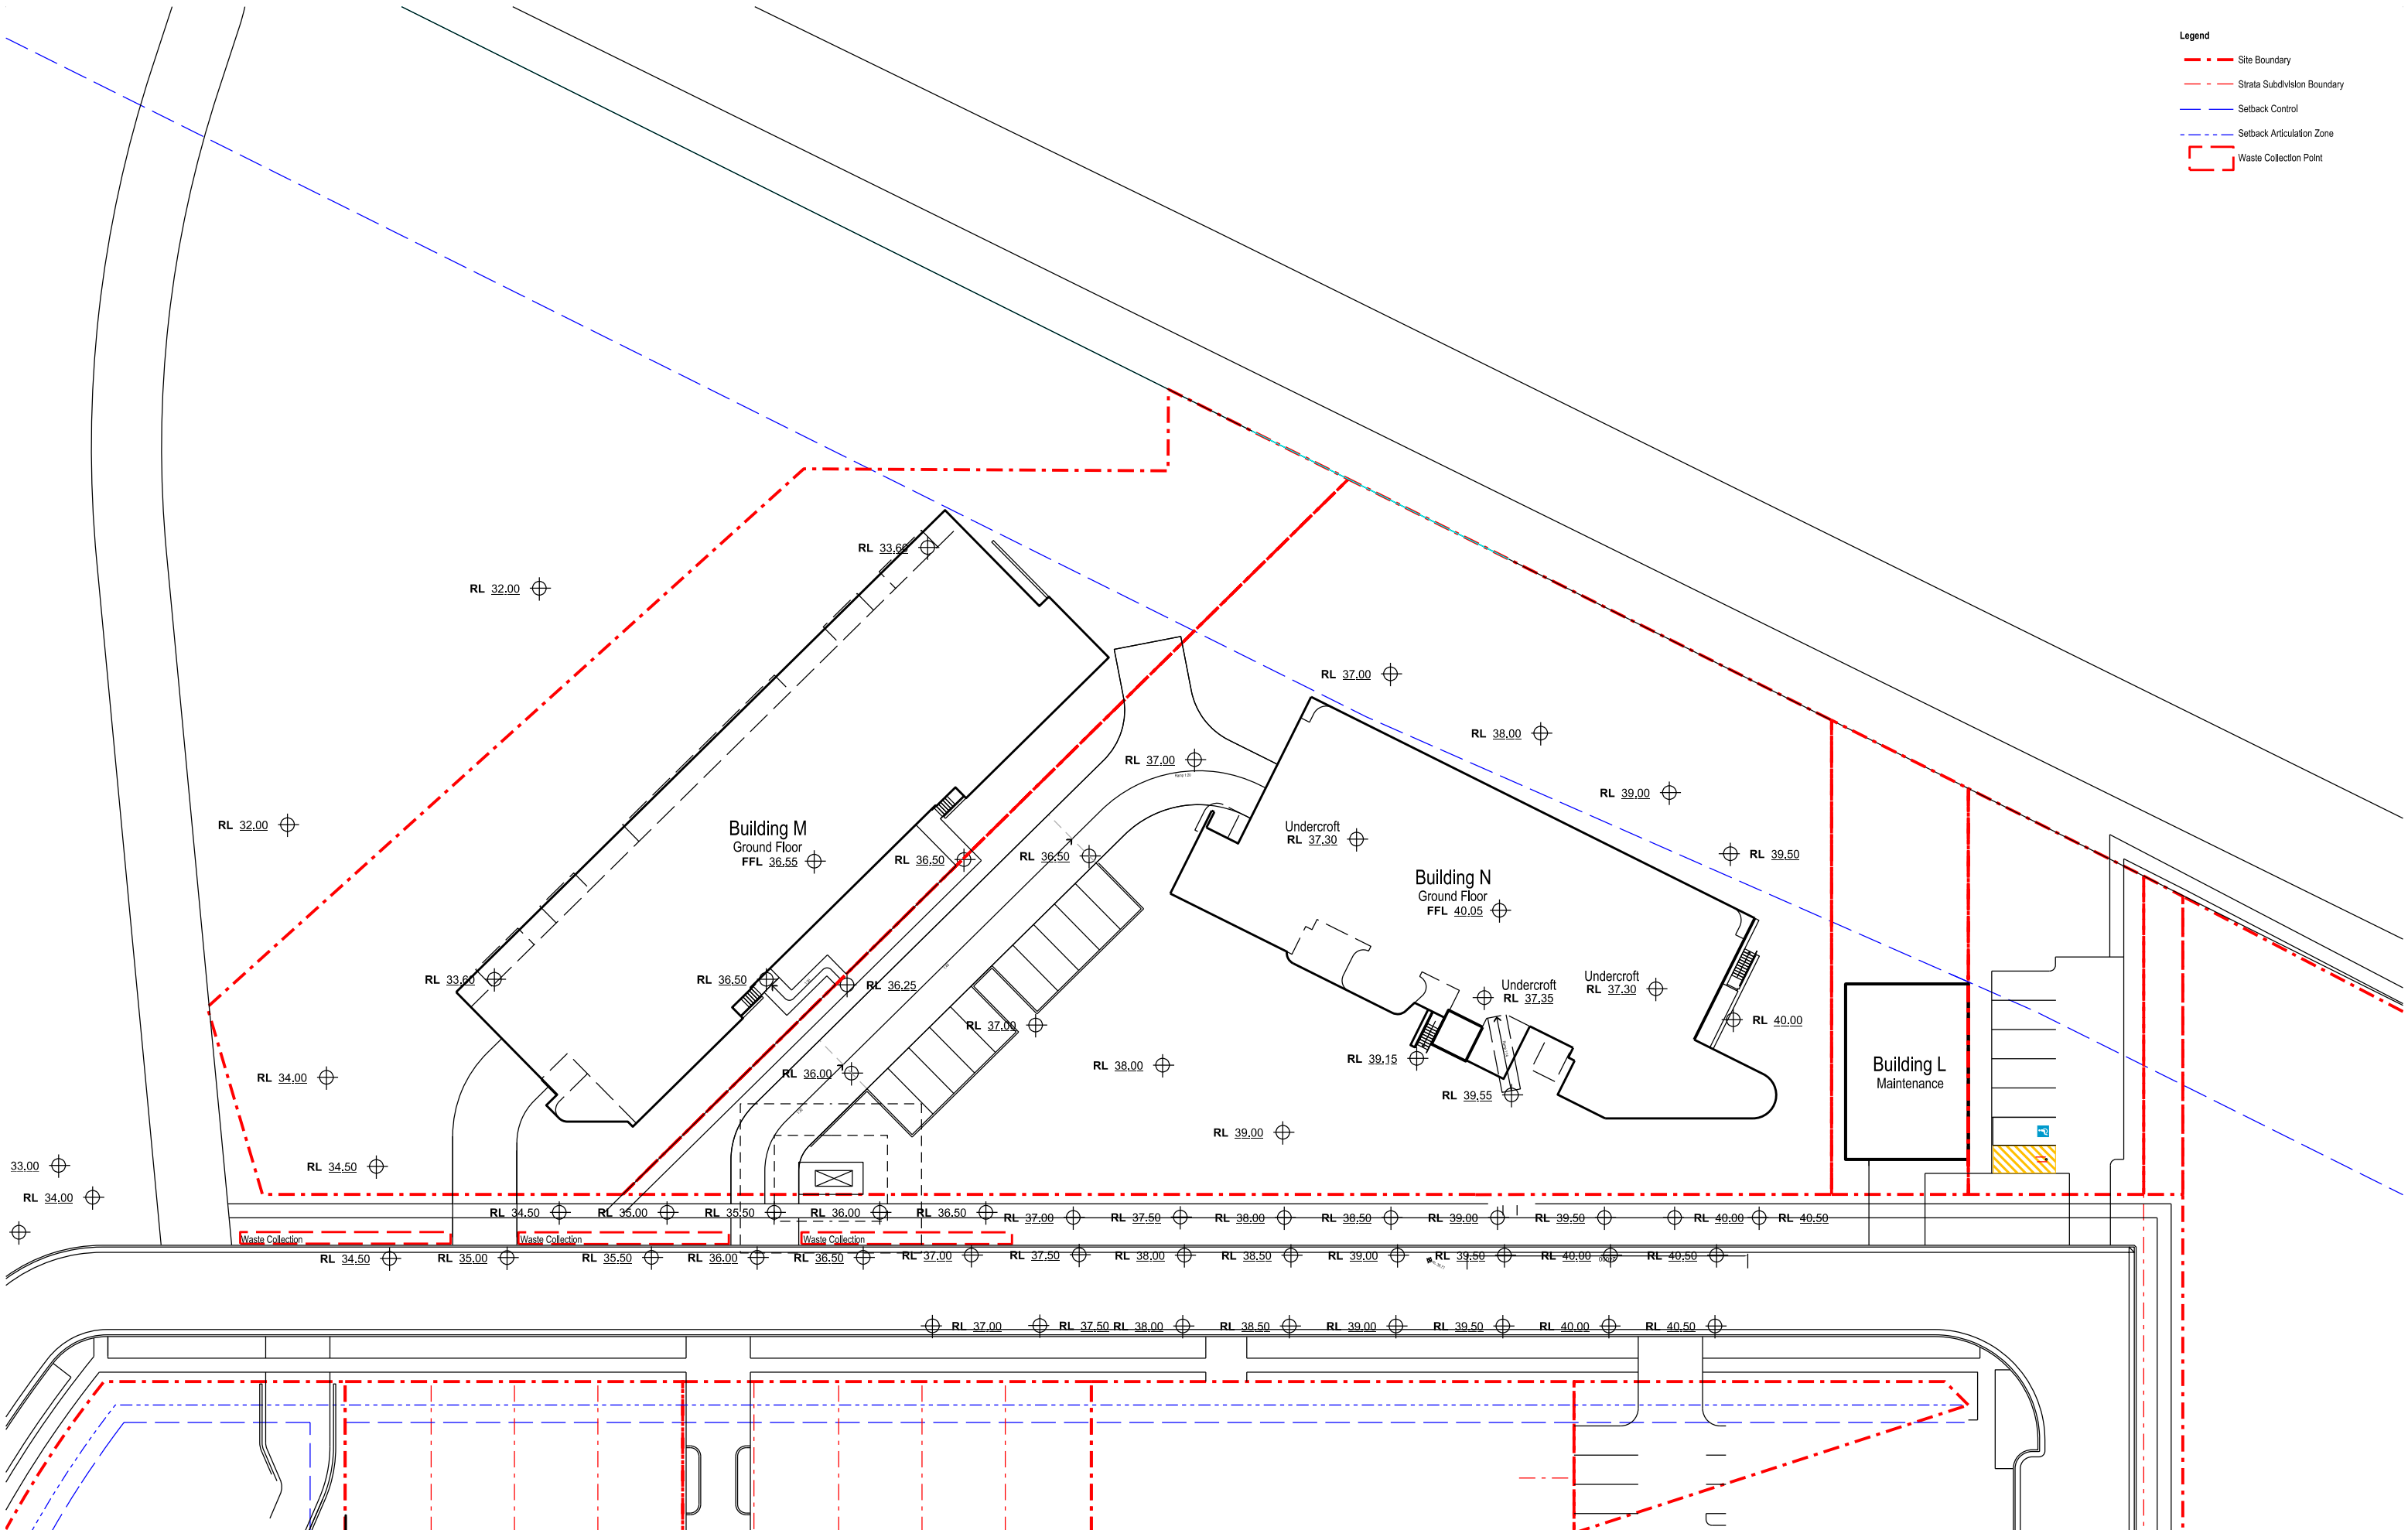 Legend
Site Boundary
Strata Subdivision Boundary
Setback Control
Setback Articulation Zone
Waste Collection Point
RL 33.60
RL 32.00
RL 37.00
RL 38.00
RL 37.00
RL 39.00
RL 32.00
Building M
Ground Floor
FFL 36.55
RL 36.50
RL 36.50
Undercroft
RL 37.30
RL 39.50
Building N
Ground Floor
FFL 40.05
RL 33.60
RL 36.50
RL 36.25
Undercroft
RL 37.35
Undercroft
RL 37.30
RL 37.00
RL 40.00
RL 34.00
RL 36.00
RL 38.00
RL 39.15
Building L
Maintenance
RL 39.55
RL 39.00
33.00
RL 34.50
RL 34.00
RL 34.50
RL 35.00
RL 35.50
RL 36.00
RL 36.50
RL 37.00
RL 37.50
RL 38.00
RL 38.50
RL 39.00
RL 39.50
RL 40.00
RL 40.50
Waste Collection
Waste Collection
Waste Collection
RL 34.50
RL 35.00
RL 35.50
RL 36.00
RL 36.50
RL 37.00
RL 37.50
RL 38.00
RL 38.50
RL 39.00
RL 39.50
RL 40.00
RL 40.50
RL 37.00
RL 37.50
RL 38.00
RL 38.50
RL 39.00
RL 39.50
RL 40.00
RL 40.50